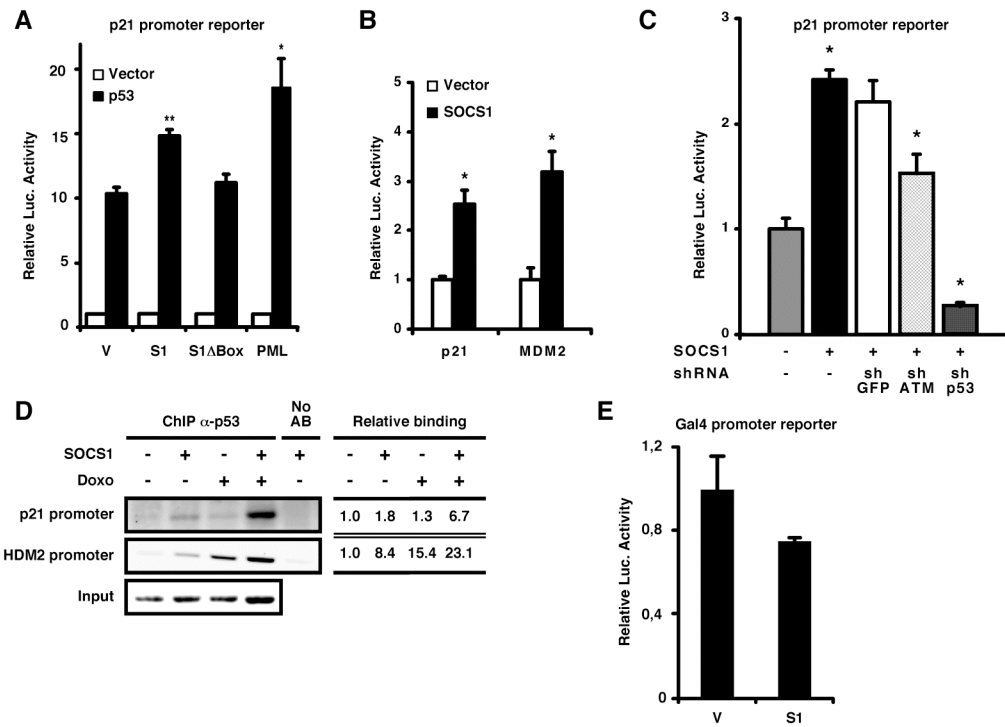 A
p21 promoter reporter
Relative Luc. Activity
20
15
10
5
0
Vector
p53
**
*
V S1 S1ΔBox PML
B
Relative Luc. Activity
5
4
3
2
1
0
Vector
SOCS1
*
*
p21 MDM2
C
p21 promoter reporter
Relative Luc. Activity
3
2
1
0
*
*
*
SOCS1 - + + + +
shRNA - - sh GFP sh ATM sh p53
D
ChIP α-p53 No AB Relative binding
SOCS1 - + - + + - + - +
Doxo - - + + - - - + +
p21 promoter 1.0 1.8 1.3 6.7
HDM2 promoter 1.0 8.4 15.4 23.1
Input
E
Gal4 promoter reporter
Relative Luc. Activity
1,2
0,8
0,4
0
V S1